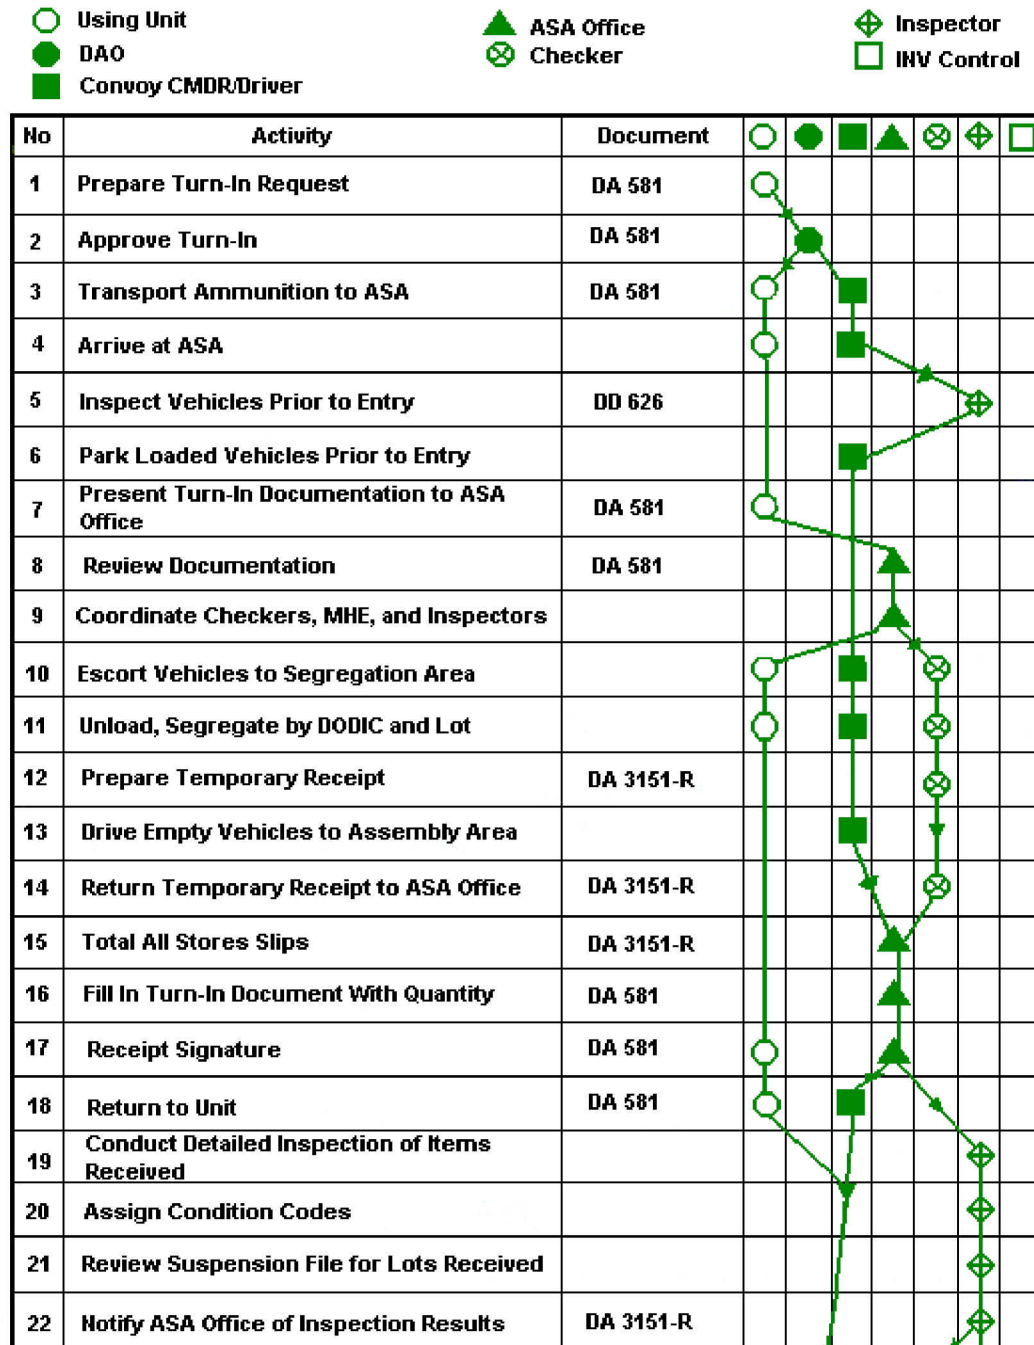 Using Unit
DAO
Convoy CMDR/Driver
ASA Office
Checker
Inspector
INV Control
No Activity Document
1 Prepare Turn-In Request DA 581
2 Approve Turn-In DA 581
3 Transport Ammunition to ASA DA 581
4 Arrive at ASA
5 Inspect Vehicles Prior to Entry DD 626
6 Park Loaded Vehicles Prior to Entry
7 Present Turn-In Documentation to ASA
Office DA 581
8 Review Documentation DA 581
9 Coordinate Checkers, MHE, and Inspectors
10 Escort Vehicles to Segregation Area
11 Unload, Segregate by DODIC and Lot
12 Prepare Temporary Receipt DA 3151-R
13 Drive Empty Vehicles to Assembly Area
14 Return Temporary Receipt to ASA Office DA 3151-R
15 Total All Stores Slips DA 3151-R
16 Fill In Turn-In Document With Quantity DA 581
17 Receipt Signature DA 581
18 Return to Unit DA 581
19 Conduct Detailed Inspection of Items
Received
20 Assign Condition Codes
21 Review Suspension File for Lots Received
22 Notify ASA Office of Inspection Results DA 3151-R